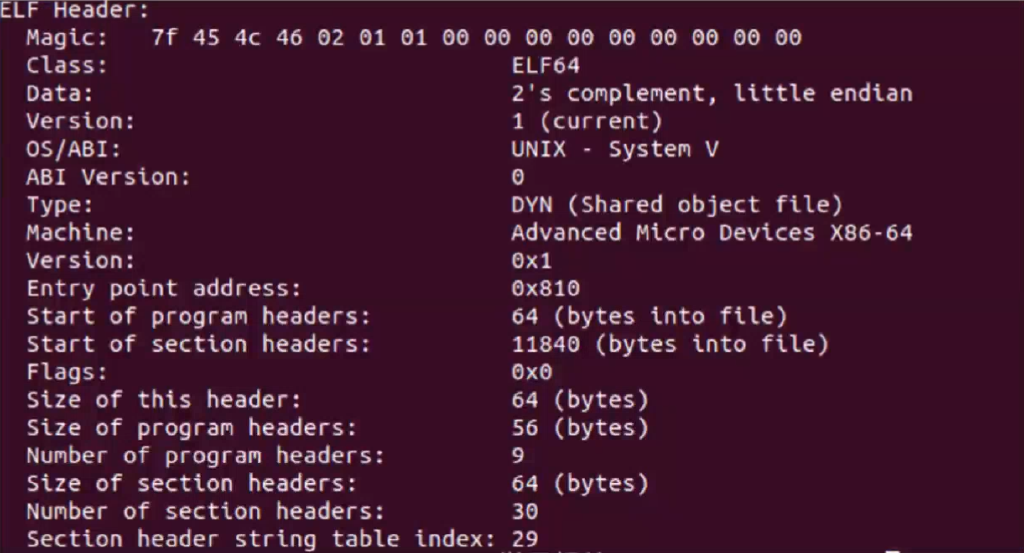 ELF Header:
Magic: 7f 45 4c 46 02 01 01 00 00 00 00 00 00 00 00 00
Class: ELF64
Data: 2's complement, little endian
Version: 1 (current)
OS/ABI: UNIX - System V
ABI Version: 0
Type: DYN (Shared object file)
Machine: Advanced Micro Devices X86-64
Version: 0x1
Entry point address: 0x810
Start of program headers: 64 (bytes into file)
Start of section headers: 11840 (bytes into file)
Flags: 0x0
Size of this header: 64 (bytes)
Size of program headers: 56 (bytes)
Number of program headers: 9
Size of section headers: 64 (bytes)
Number of section headers: 30
Section header string table index: 29